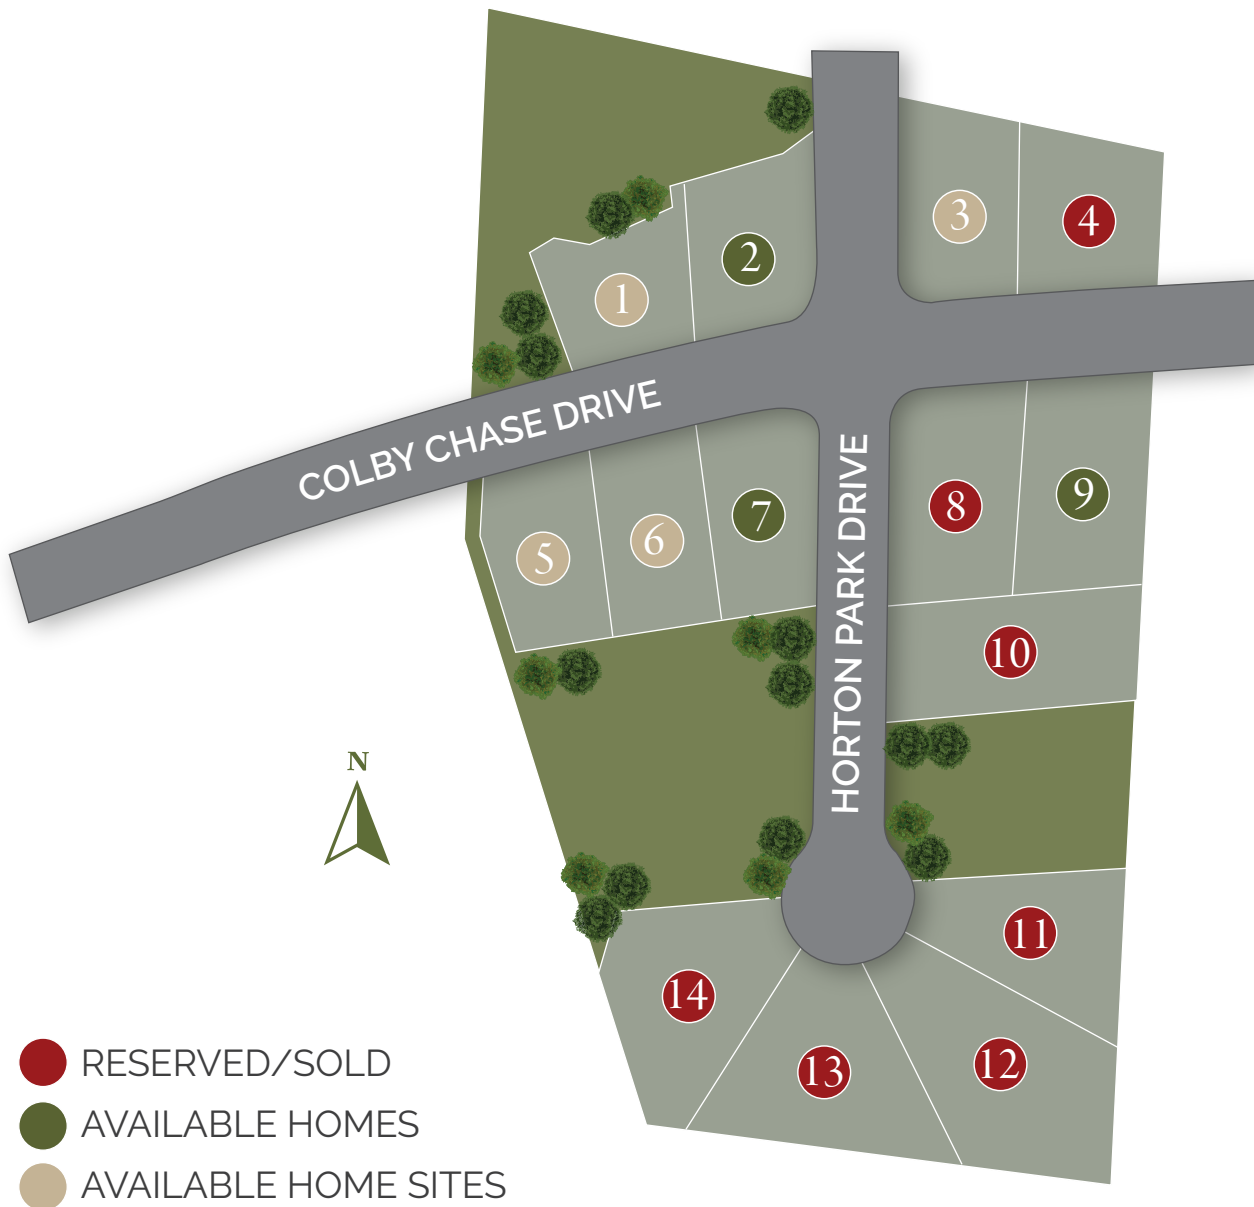 3
4
2
1
COLBY CHASE DRIVE
HORTON PARK DRIVE
5
6
7
8
9
10
N
11
14
13
12
RESERVED/SOLD
AVAILABLE HOMES
AVAILABLE HOME SITES